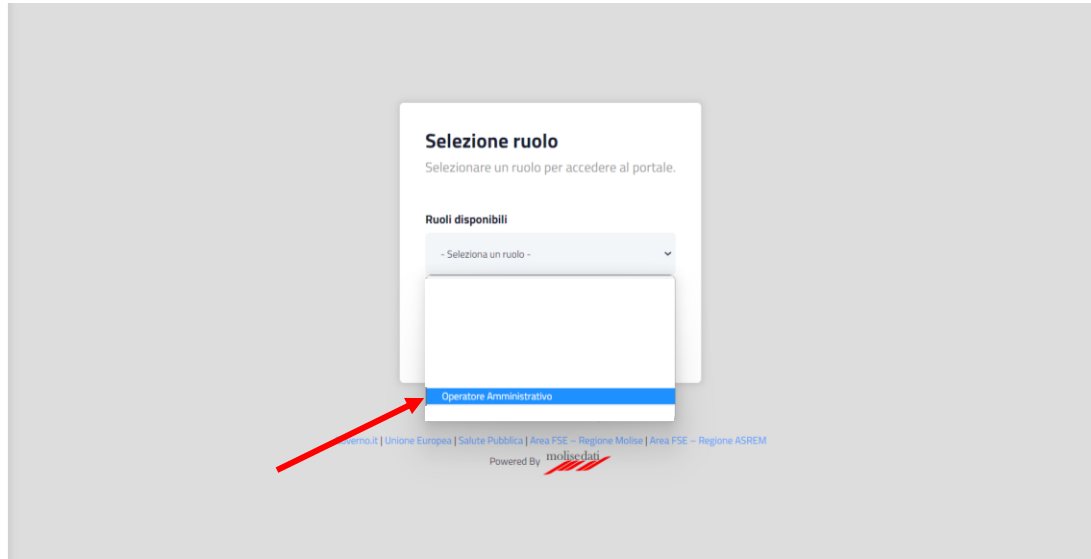 Selezione ruolo
Selezionare un ruolo per accedere al portale.
Ruoli disponibili
- Seleziona un ruolo -
Operatore Amministrativo
| Unione Europea | Salute Pubblica | Area FSE – Regione Molise | Area FSE – Regione ASREM
Powered By molisedati